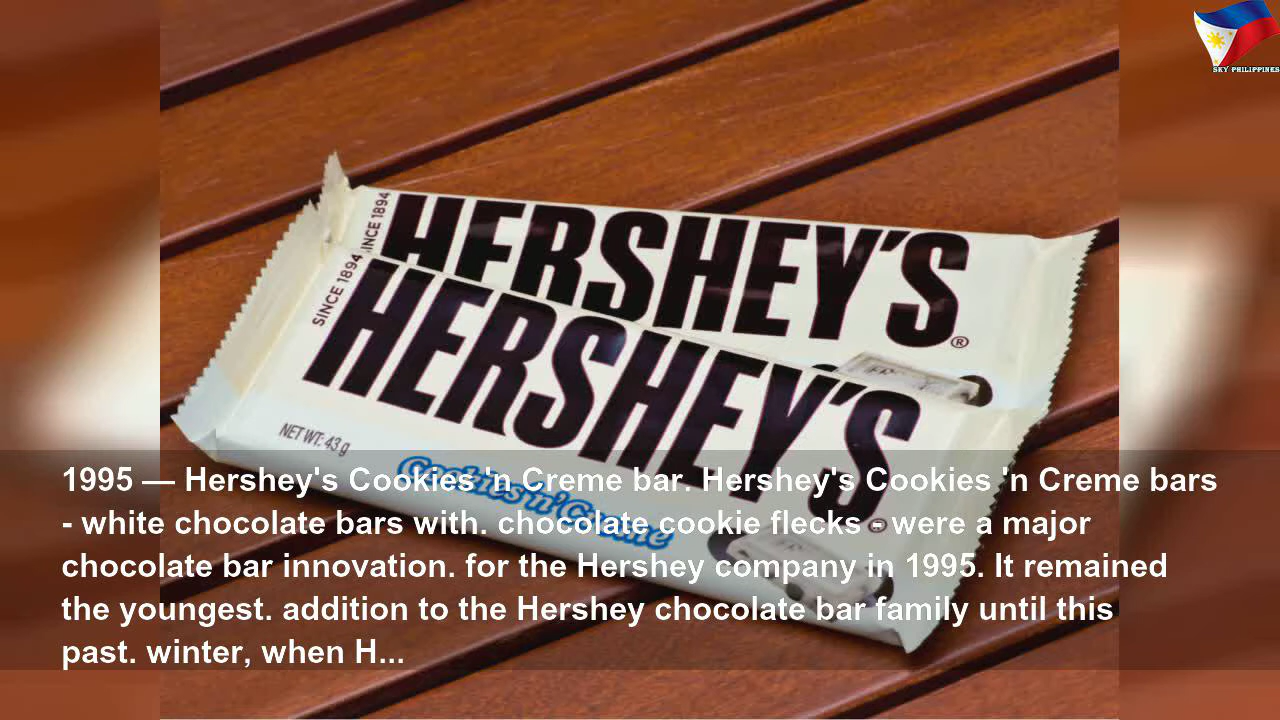 SKY PHILIPPINES
SINCE 1894
HERSHEY'S
®
SINCE 1894
HERSHEY'S
NET WT. 43 g
Cookies 'n' Creme
1995 — Hershey's Cookies 'n Creme bar. Hershey's Cookies 'n Creme bars
- white chocolate bars with. chocolate cookie flecks - were a major
chocolate bar innovation. for the Hershey company in 1995. It remained
the youngest. addition to the Hershey chocolate bar family until this
past. winter, when H...